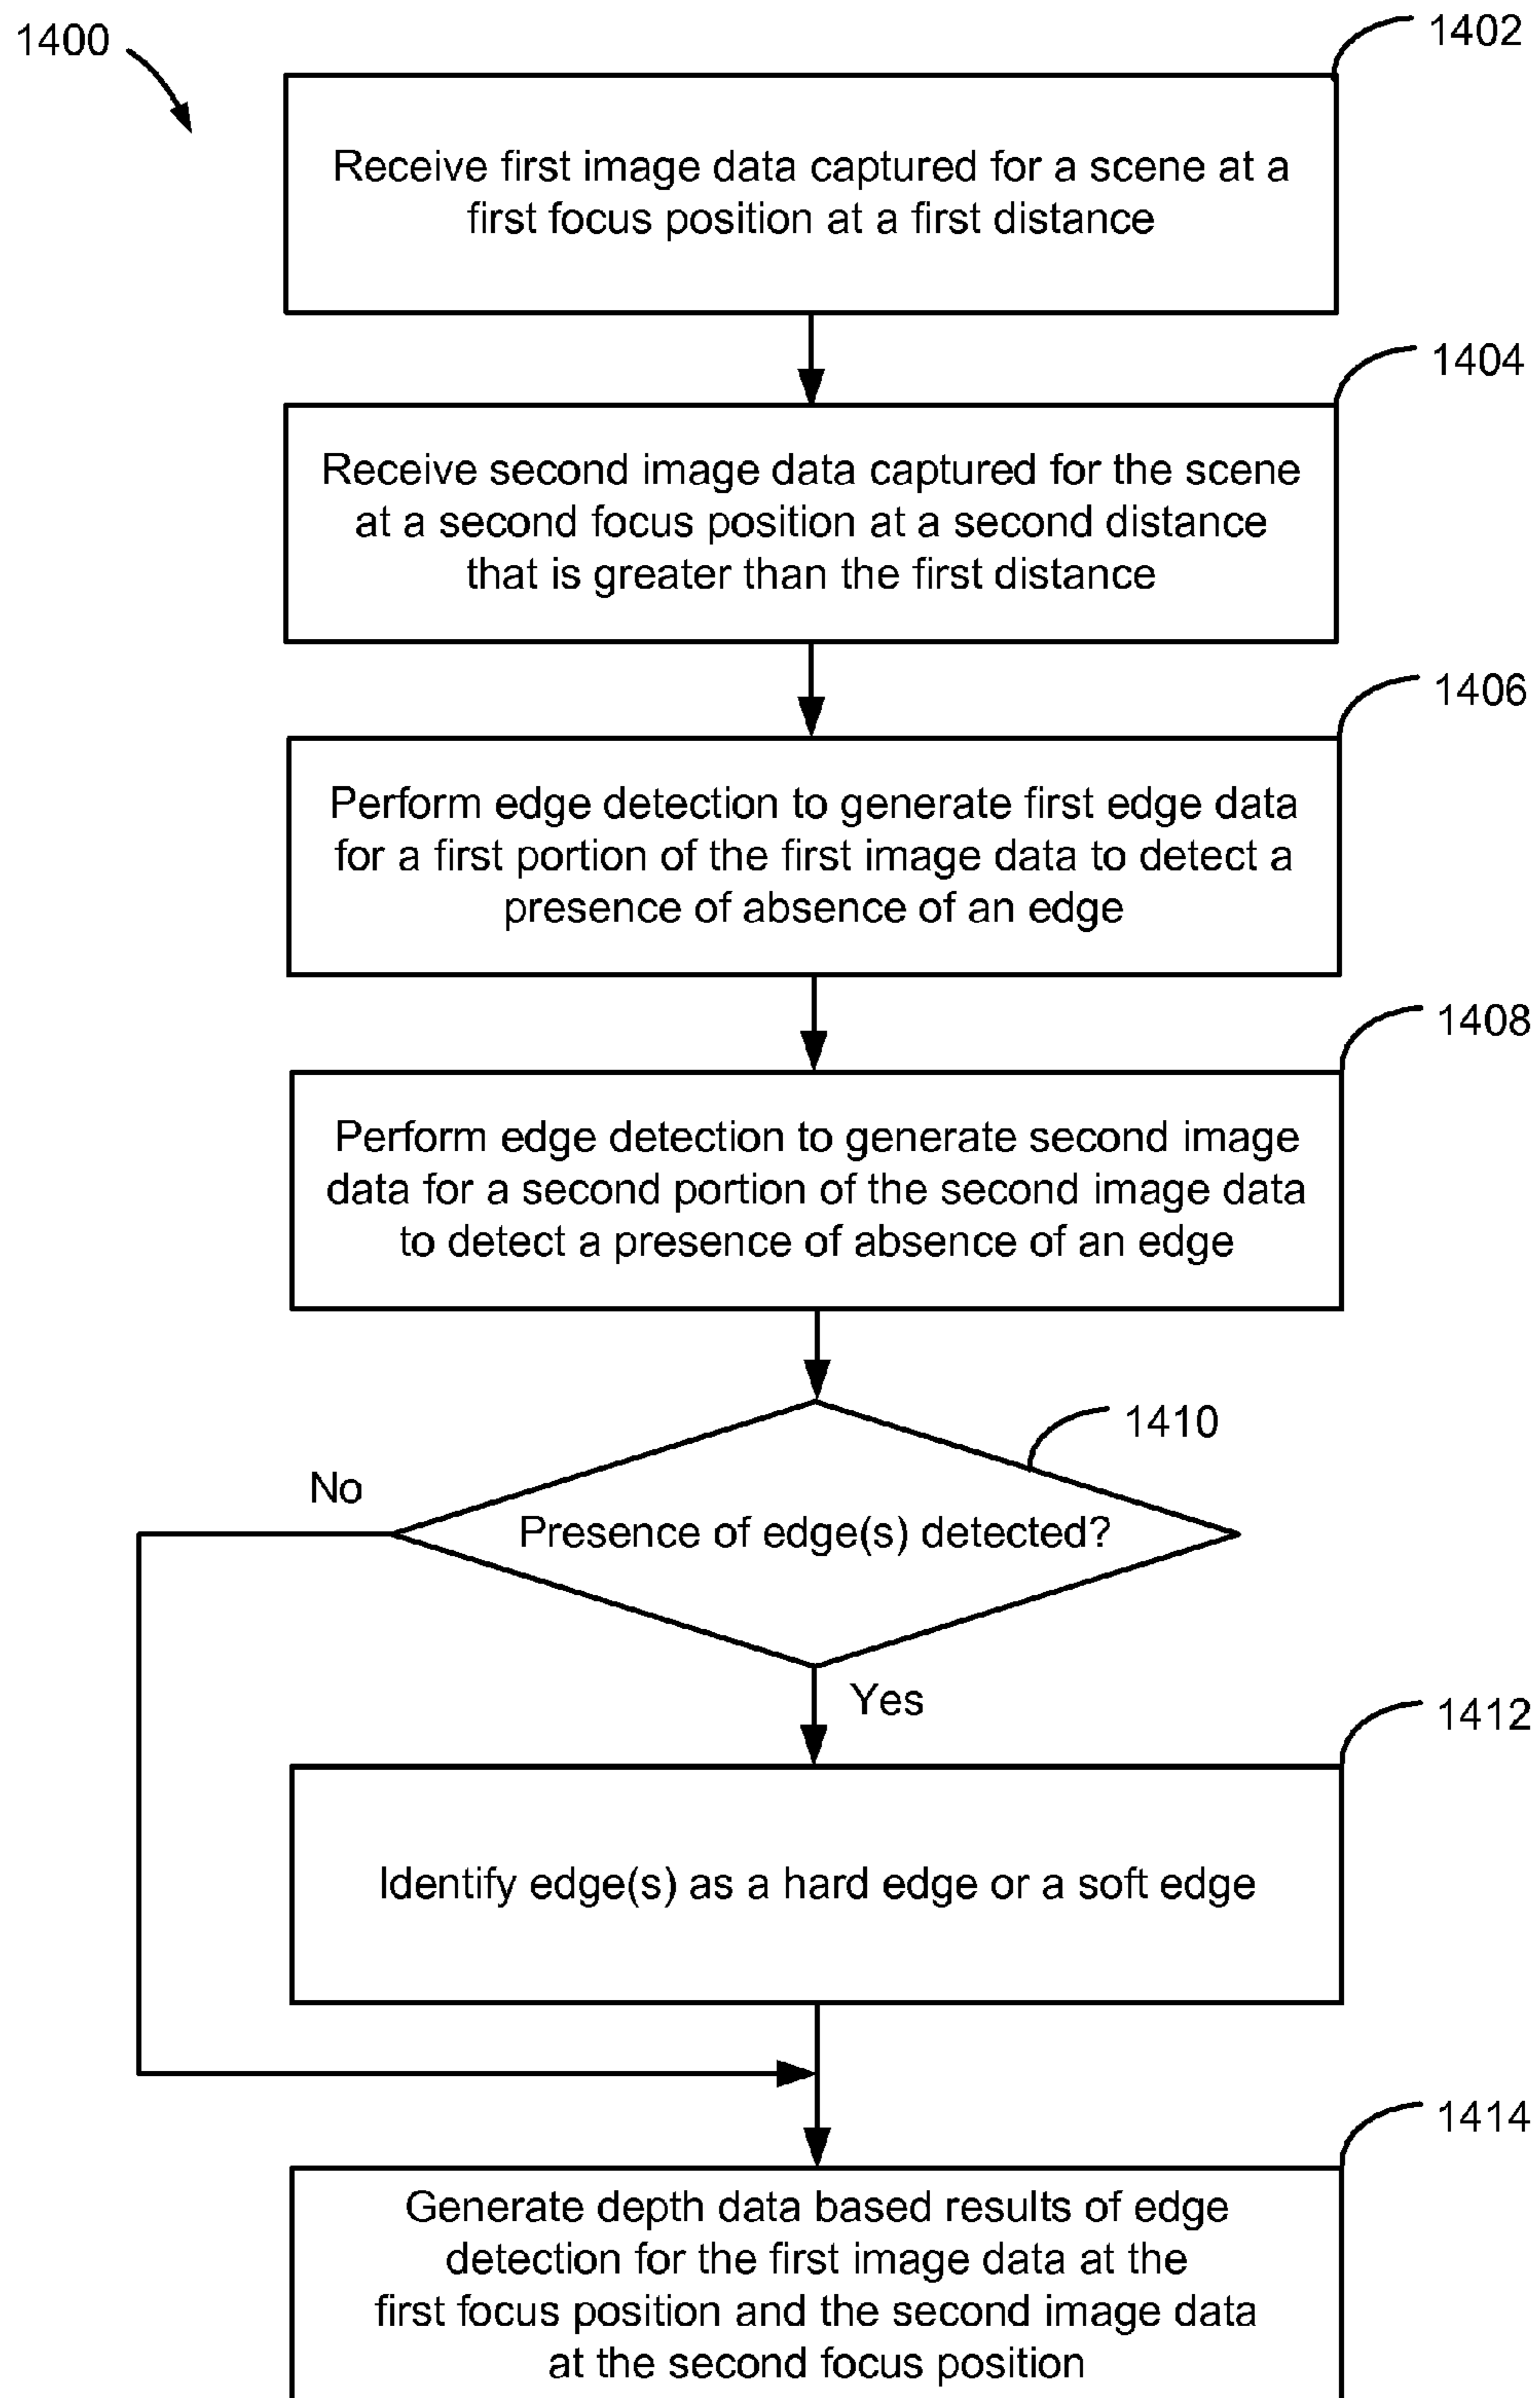 1400
1402
Receive first image data captured for a scene at a
first focus position at a first distance
1404
Receive second image data captured for the scene
at a second focus position at a second distance
that is greater than the first distance
1406
Perform edge detection to generate first edge data
for a first portion of the first image data to detect a
presence of absence of an edge
1408
Perform edge detection to generate second image
data for a second portion of the second image data
to detect a presence of absence of an edge
1410
No
Presence of edge(s) detected?
Yes
1412
Identify edge(s) as a hard edge or a soft edge
1414
Generate depth data based results of edge
detection for the first image data at the
first focus position and the second image data
at the second focus position